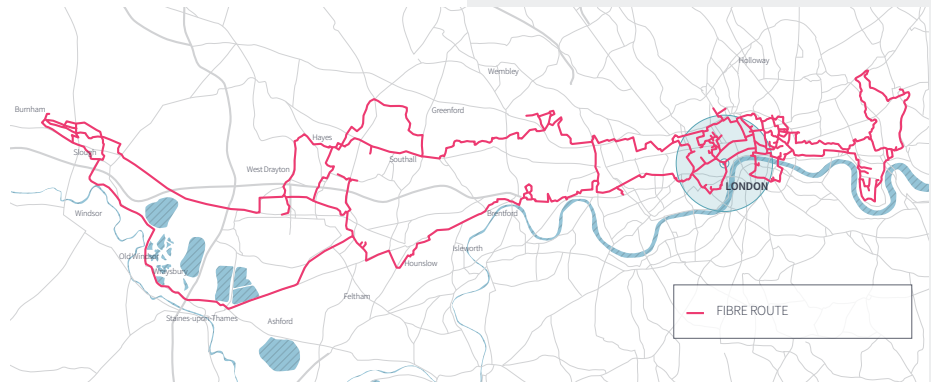 Holloway
Wembley
Burnham
Greenford
Hayes
Slough
Southall
West Drayton
LONDON
Windsor
Brentford
Isleworth
Old Windsor
Hounslow
Wraysbury
Feltham
FIBRE ROUTE
Staines-upon-Thames
Ashford